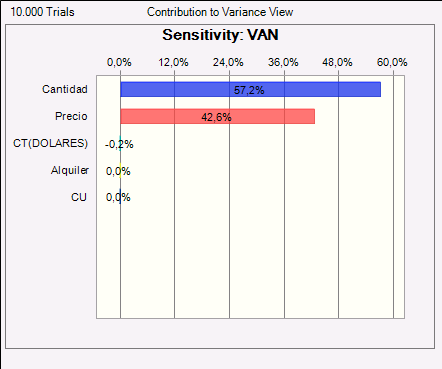 10.000 Trials Contribution to Variance View
Sensitivity: VAN
0,0% 12,0% 24,0% 36,0% 48,0% 60,0%
Cantidad 57,2%
Precio 42,6%
CT(DOLARES) -0,2%
Alquiler 0,0%
CU 0,0%